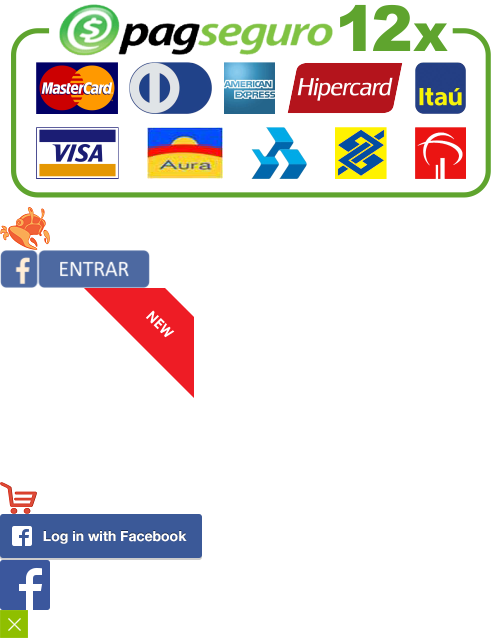 pagseguro 12x
MasterCard
AMERICAN EXPRESS
Hipercard
Itaú
VISA
Aura
f ENTRAR
NEW
f Log in with Facebook
f